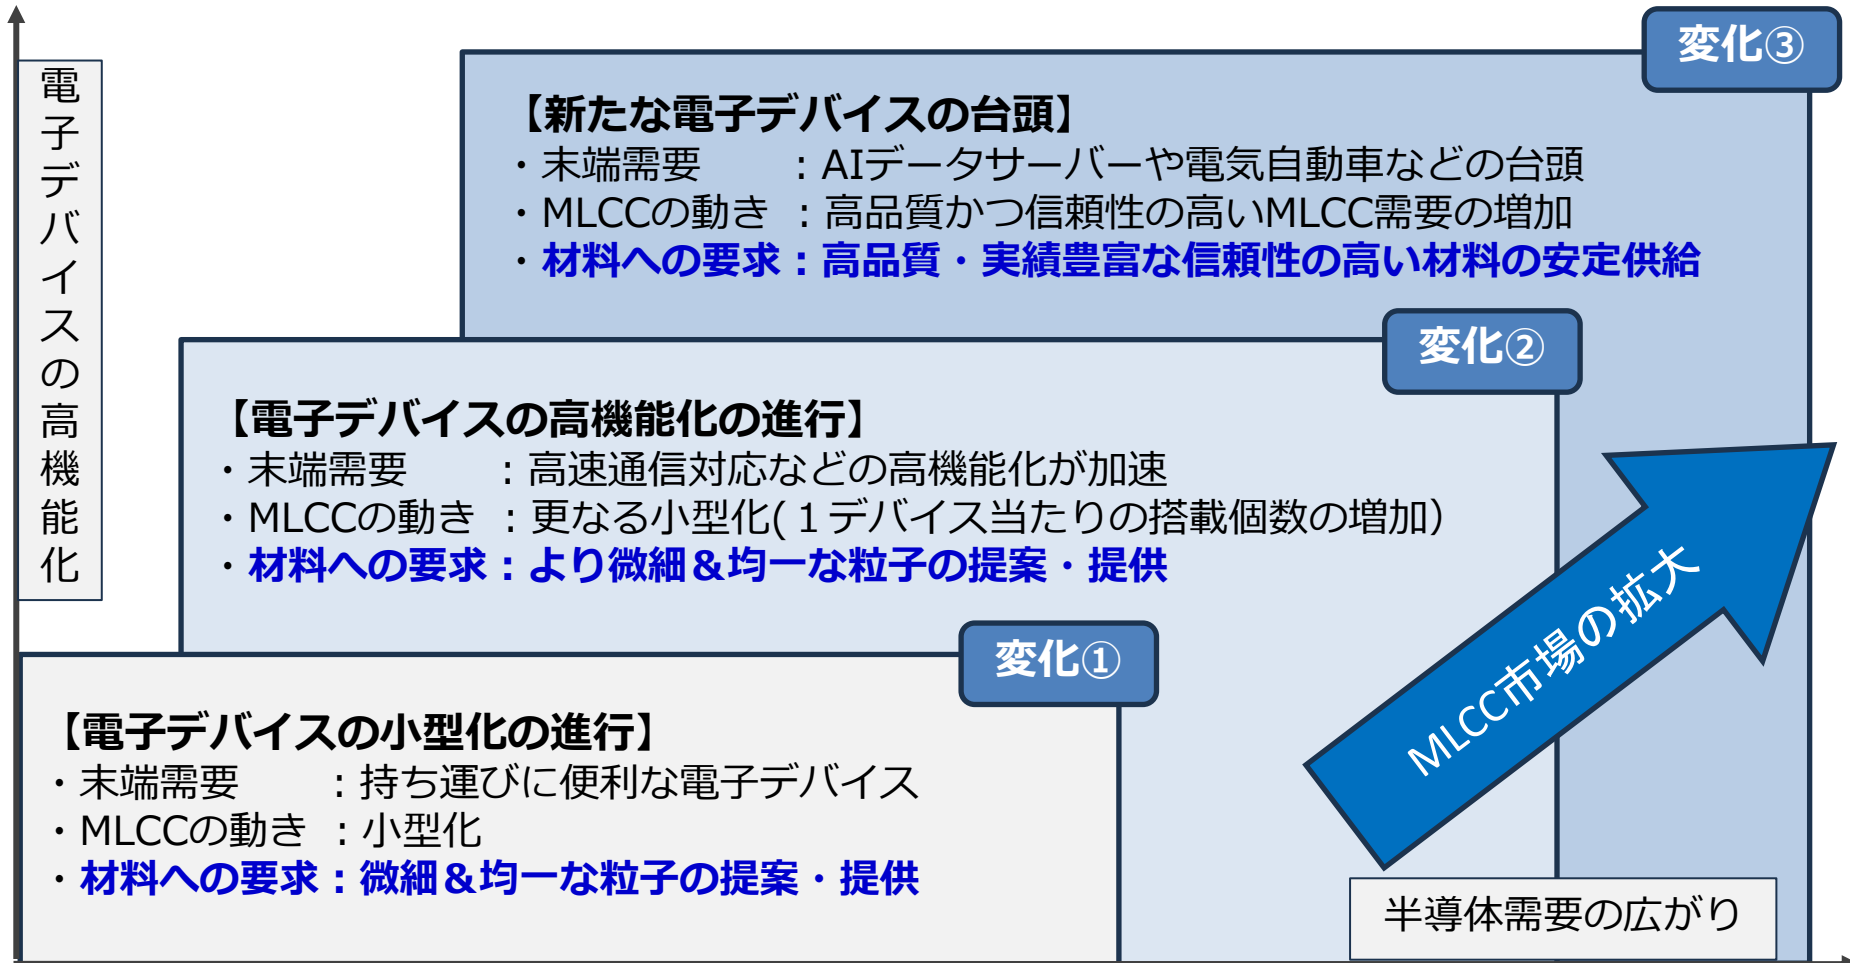 電子デバイスの高機能化
変化③
【新たな電子デバイスの台頭】
・末端需要　　：AIデータサーバーや電気自動車などの台頭
・MLCCの動き ：高品質かつ信頼性の高いMLCC需要の増加
・材料への要求：高品質・実績豊富な信頼性の高い材料の安定供給
変化②
【電子デバイスの高機能化の進行】
・末端需要　　：高速通信対応などの高機能化が加速
・MLCCの動き ：更なる小型化(１デバイス当たりの搭載個数の増加）
・材料への要求：より微細＆均一な粒子の提案・提供
変化①
【電子デバイスの小型化の進行】
・末端需要　　：持ち運びに便利な電子デバイス
・MLCCの動き ：小型化
・材料への要求：微細＆均一な粒子の提案・提供
MLCC市場の拡大
半導体需要の広がり